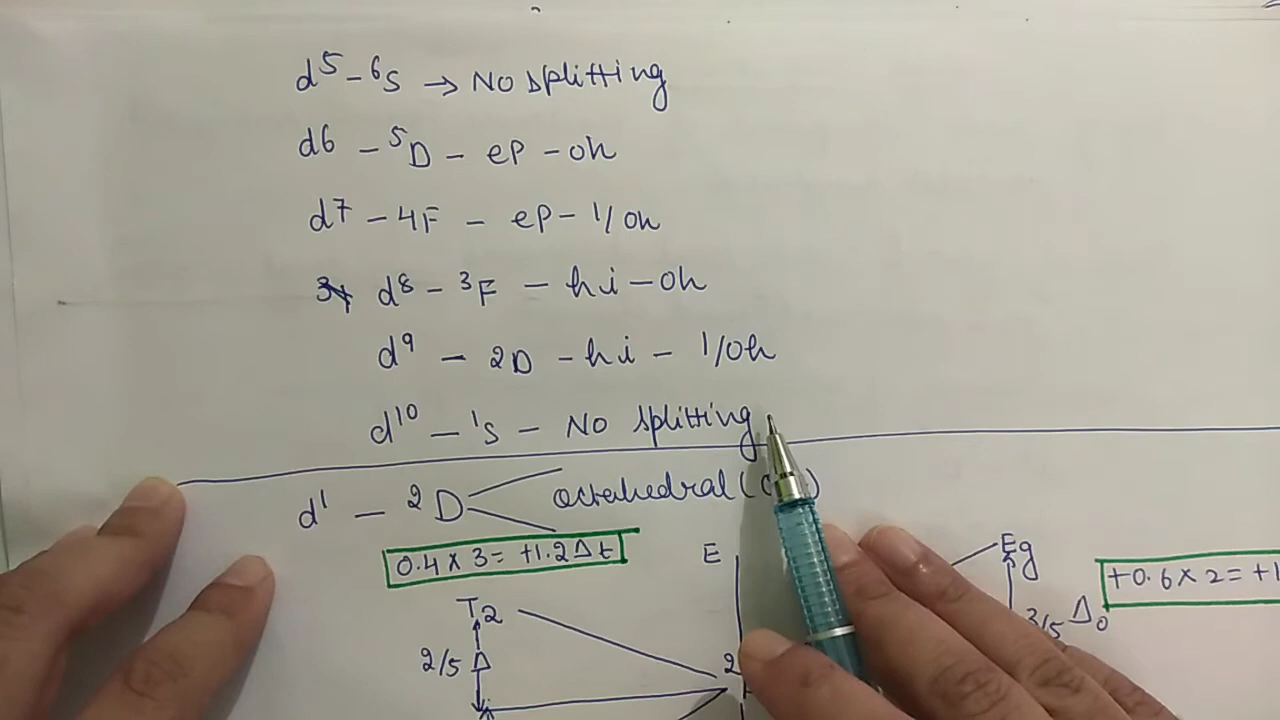 d⁵ - ⁶S → NO splitting
d6 - ⁵D - ep - oh
d⁷ - 4F - ep - 1/oh
d⁸ - ³F - hi - oh
d⁹ - 2D - hi - 1/oh
d¹⁰ - ¹S - NO splitting
d¹ - ²D octahedral (
0.4 x 3 = +1.2 Δt
E
Eg
+0.6 x 2 = +1
T2
3/5 Δo
2/5 Δ
2